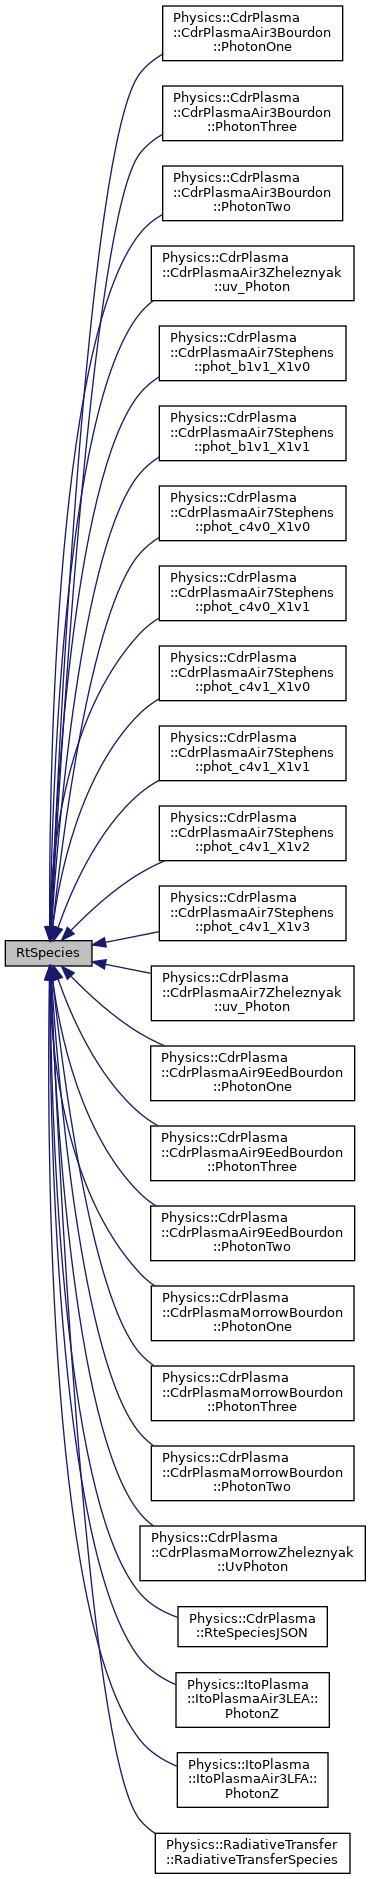 Physics::CdrPlasma
::CdrPlasmaAir3Bourdon
::PhotonOne
Physics::CdrPlasma
::CdrPlasmaAir3Bourdon
::PhotonThree
Physics::CdrPlasma
::CdrPlasmaAir3Bourdon
::PhotonTwo
Physics::CdrPlasma
::CdrPlasmaAir3Zheleznyak
::uv_Photon
Physics::CdrPlasma
::CdrPlasmaAir7Stephens
::phot_b1v1_X1v0
Physics::CdrPlasma
::CdrPlasmaAir7Stephens
::phot_b1v1_X1v1
Physics::CdrPlasma
::CdrPlasmaAir7Stephens
::phot_c4v0_X1v0
Physics::CdrPlasma
::CdrPlasmaAir7Stephens
::phot_c4v0_X1v1
Physics::CdrPlasma
::CdrPlasmaAir7Stephens
::phot_c4v1_X1v0
Physics::CdrPlasma
::CdrPlasmaAir7Stephens
::phot_c4v1_X1v1
Physics::CdrPlasma
::CdrPlasmaAir7Stephens
::phot_c4v1_X1v2
Physics::CdrPlasma
::CdrPlasmaAir7Stephens
::phot_c4v1_X1v3
RtSpecies
Physics::CdrPlasma
::CdrPlasmaAir7Zheleznyak
::uv_Photon
Physics::CdrPlasma
::CdrPlasmaAir9EedBourdon
::PhotonOne
Physics::CdrPlasma
::CdrPlasmaAir9EedBourdon
::PhotonThree
Physics::CdrPlasma
::CdrPlasmaAir9EedBourdon
::PhotonTwo
Physics::CdrPlasma
::CdrPlasmaMorrowBourdon
::PhotonOne
Physics::CdrPlasma
::CdrPlasmaMorrowBourdon
::PhotonThree
Physics::CdrPlasma
::CdrPlasmaMorrowBourdon
::PhotonTwo
Physics::CdrPlasma
::CdrPlasmaMorrowZheleznyak
::UvPhoton
Physics::CdrPlasma
::RteSpeciesJSON
Physics::ItoPlasma
::ItoPlasmaAir3LEA::
PhotonZ
Physics::ItoPlasma
::ItoPlasmaAir3LFA::
PhotonZ
Physics::RadiativeTransfer
::RadiativeTransferSpecies